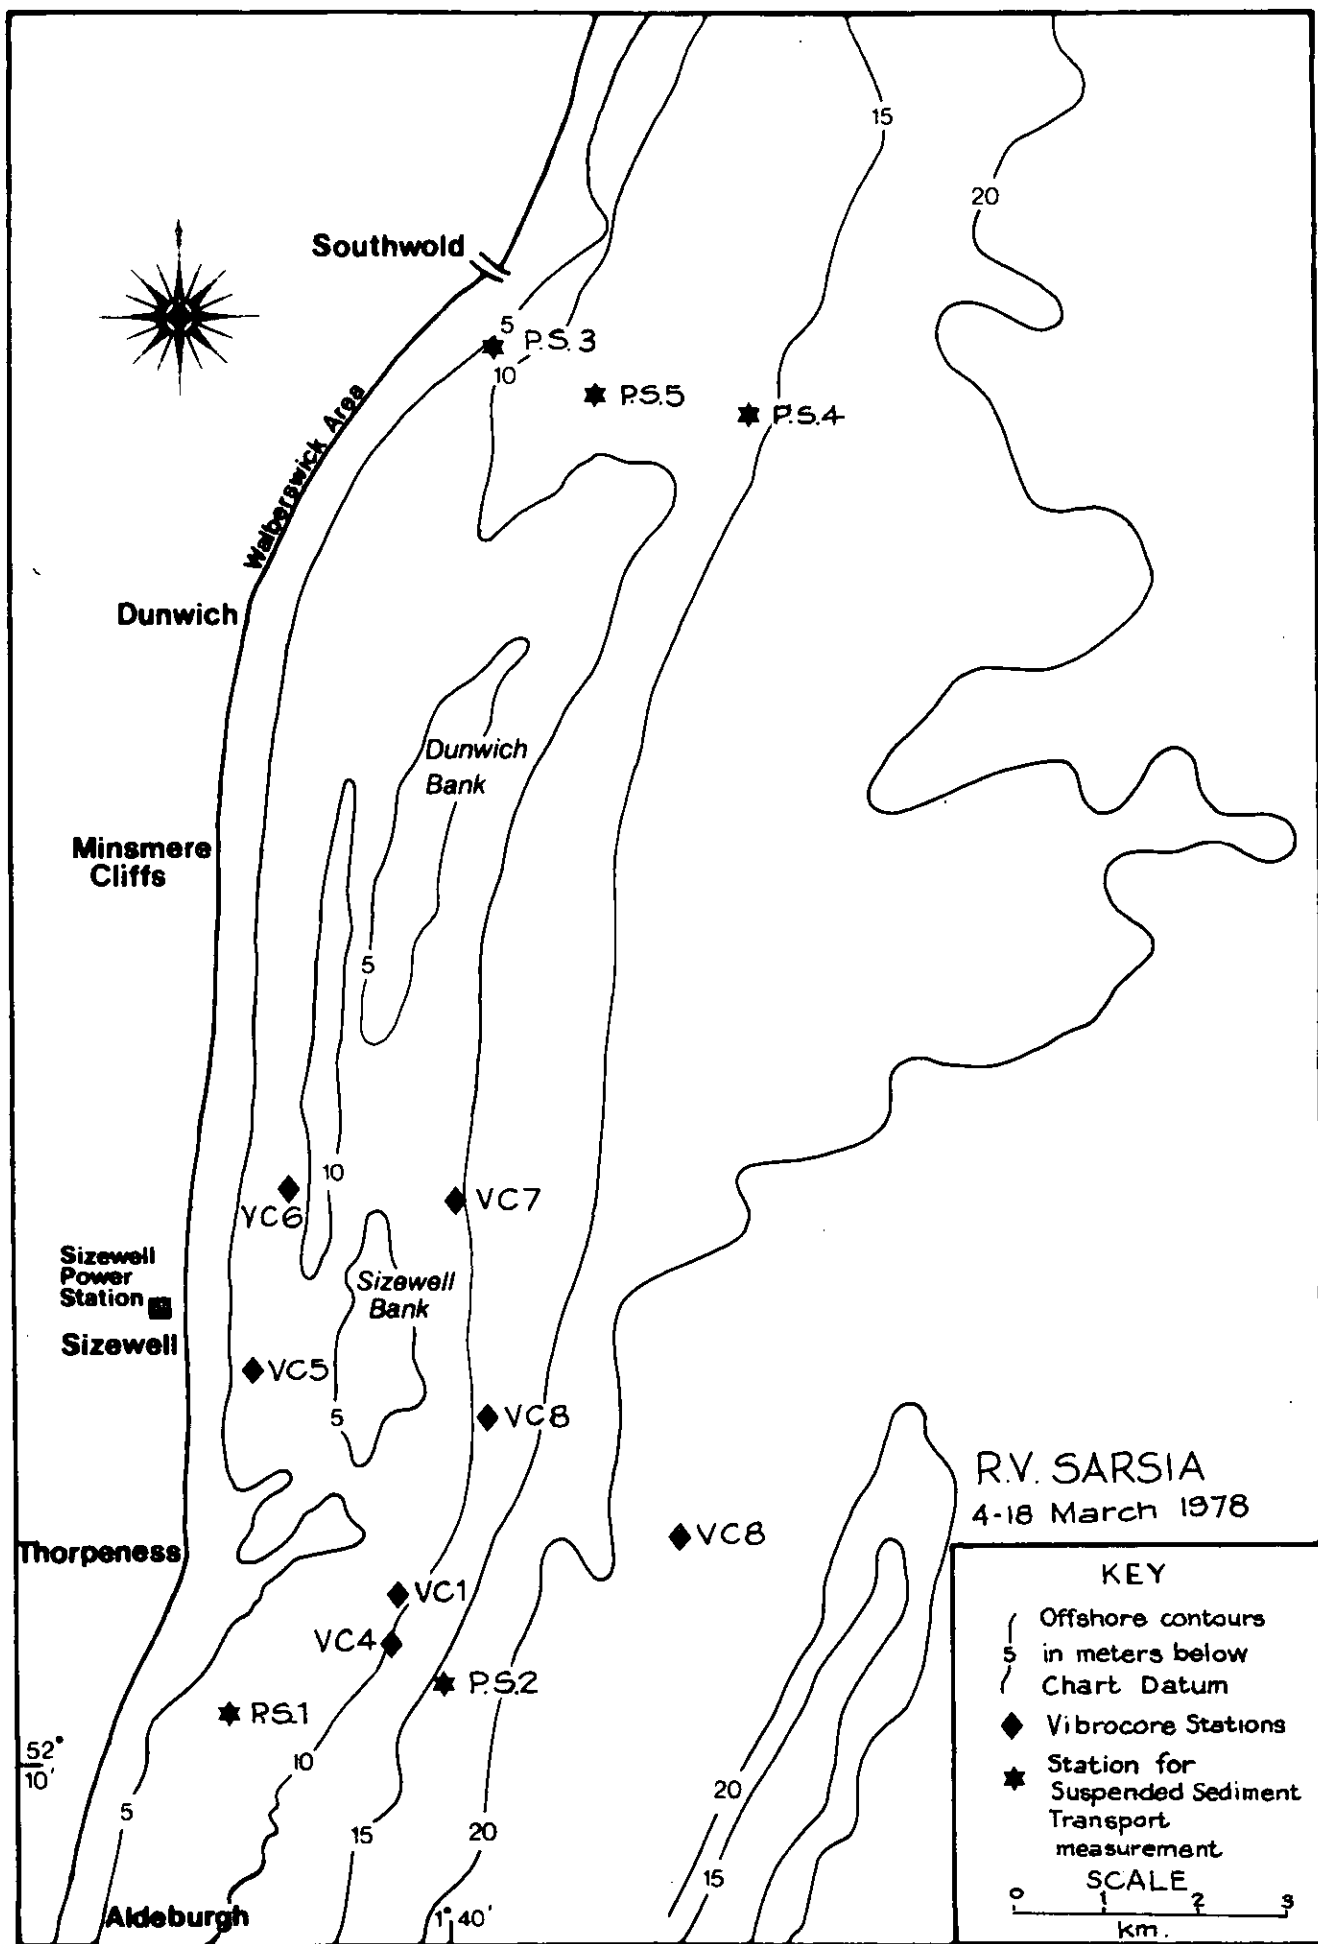 15
20
Southwold
5
P.S.3
10
P.S.5
P.S.4
Walberswick Area
Dunwich
Dunwich
Bank
Minsmere
Cliffs
5
10
VC6
VC7
Sizewell
Power
Station
Sizewell
Bank
Sizewell
VC5
5
VC8
R.V. SARSIA
4-18 March 1978
VC8
Thorpeness
VC1
VC4
P.S.2
P.S.1
52°
10'
10
5
15
20
20
15
Aldeburgh
1° 40'
KEY
Offshore contours
5 in meters below
Chart Datum
Vibrocore Stations
Station for
Suspended Sediment
Transport
measurement
SCALE
0 1 2 3
km.